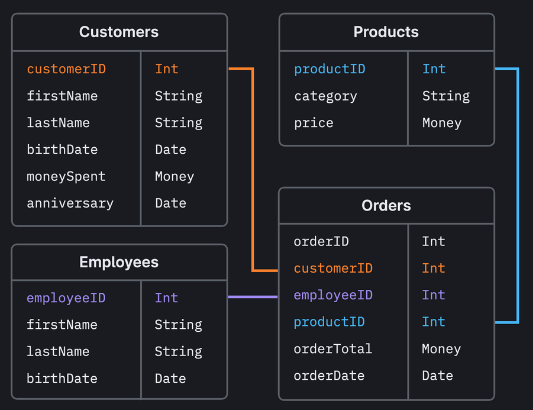 Customers
customerID Int
firstName String
lastName String
birthDate Date
moneySpent Money
anniversary Date
Products
productID Int
category String
price Money
Employees
employeeID Int
firstName String
lastName String
birthDate Date
Orders
orderID Int
customerID Int
employeeID Int
productID Int
orderTotal Money
orderDate Date